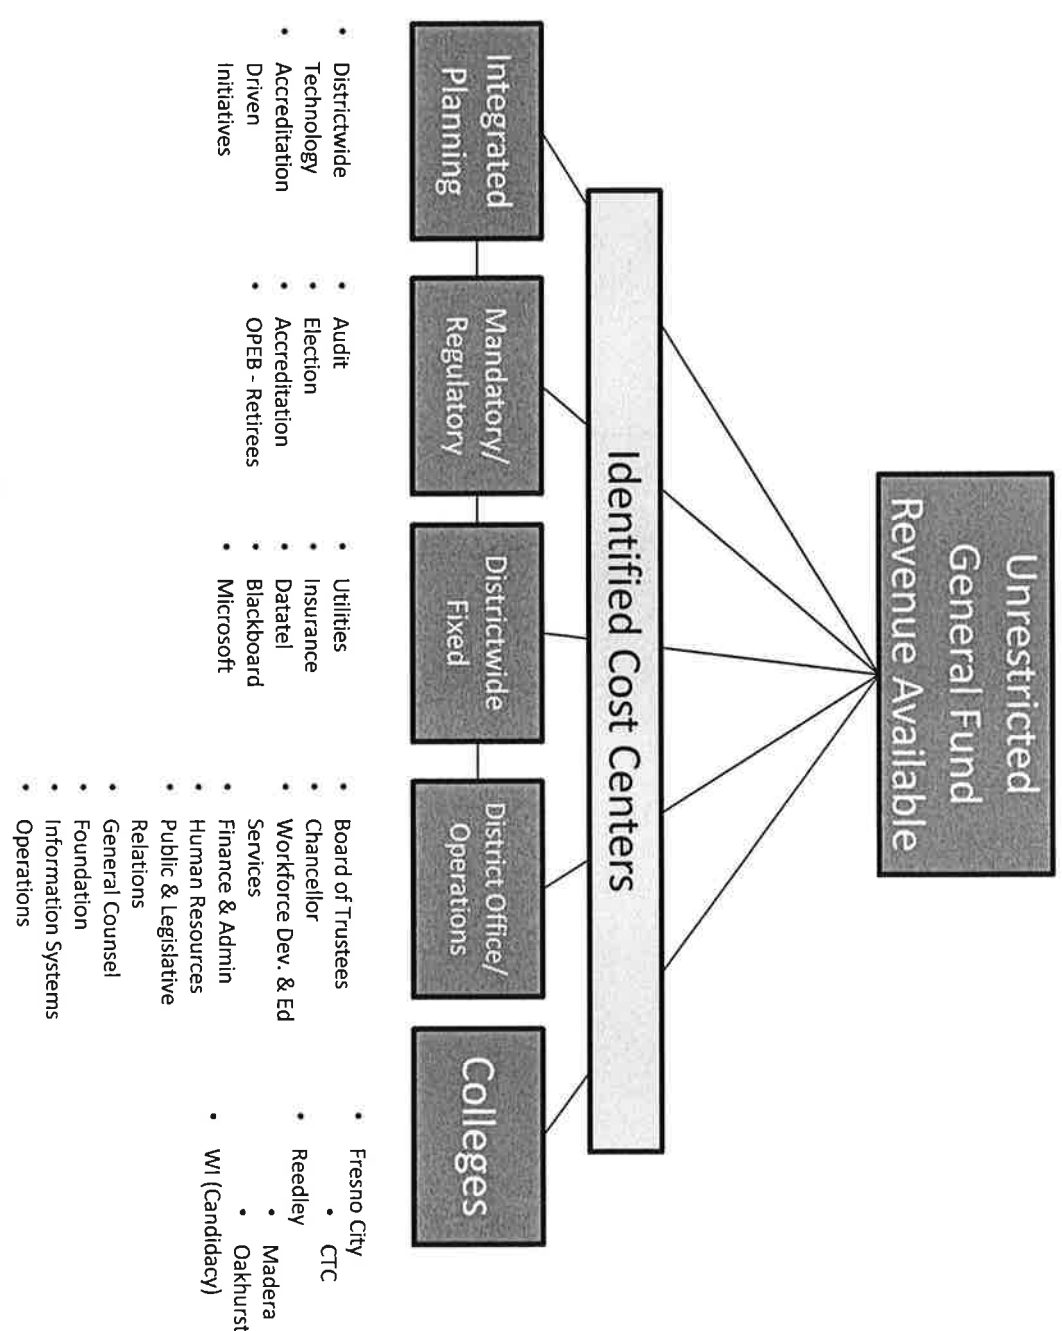 Unrestricted
General Fund
Revenue Available
Identified Cost Centers
Integrated
Planning
Mandatory/
Regulatory
Districtwide
Fixed
District Office/
Operations
Colleges
• Districtwide
Technology
• Accreditation
Driven
Initiatives
• Audit
• Election
• Accreditation
• OPEB - Retirees
• Utilities
• Insurance
• Datatel
• Blackboard
• Microsoft
• Board of Trustees
• Chancellor
• Workforce Dev. & Ed
Services
• Finance & Admin
• Human Resources
• Public & Legislative
Relations
• General Counsel
• Foundation
• Information Systems
• Operations
• Fresno City
• CTC
• Reedley
• Madera
• Oakhurst
• WI (Candidacy)